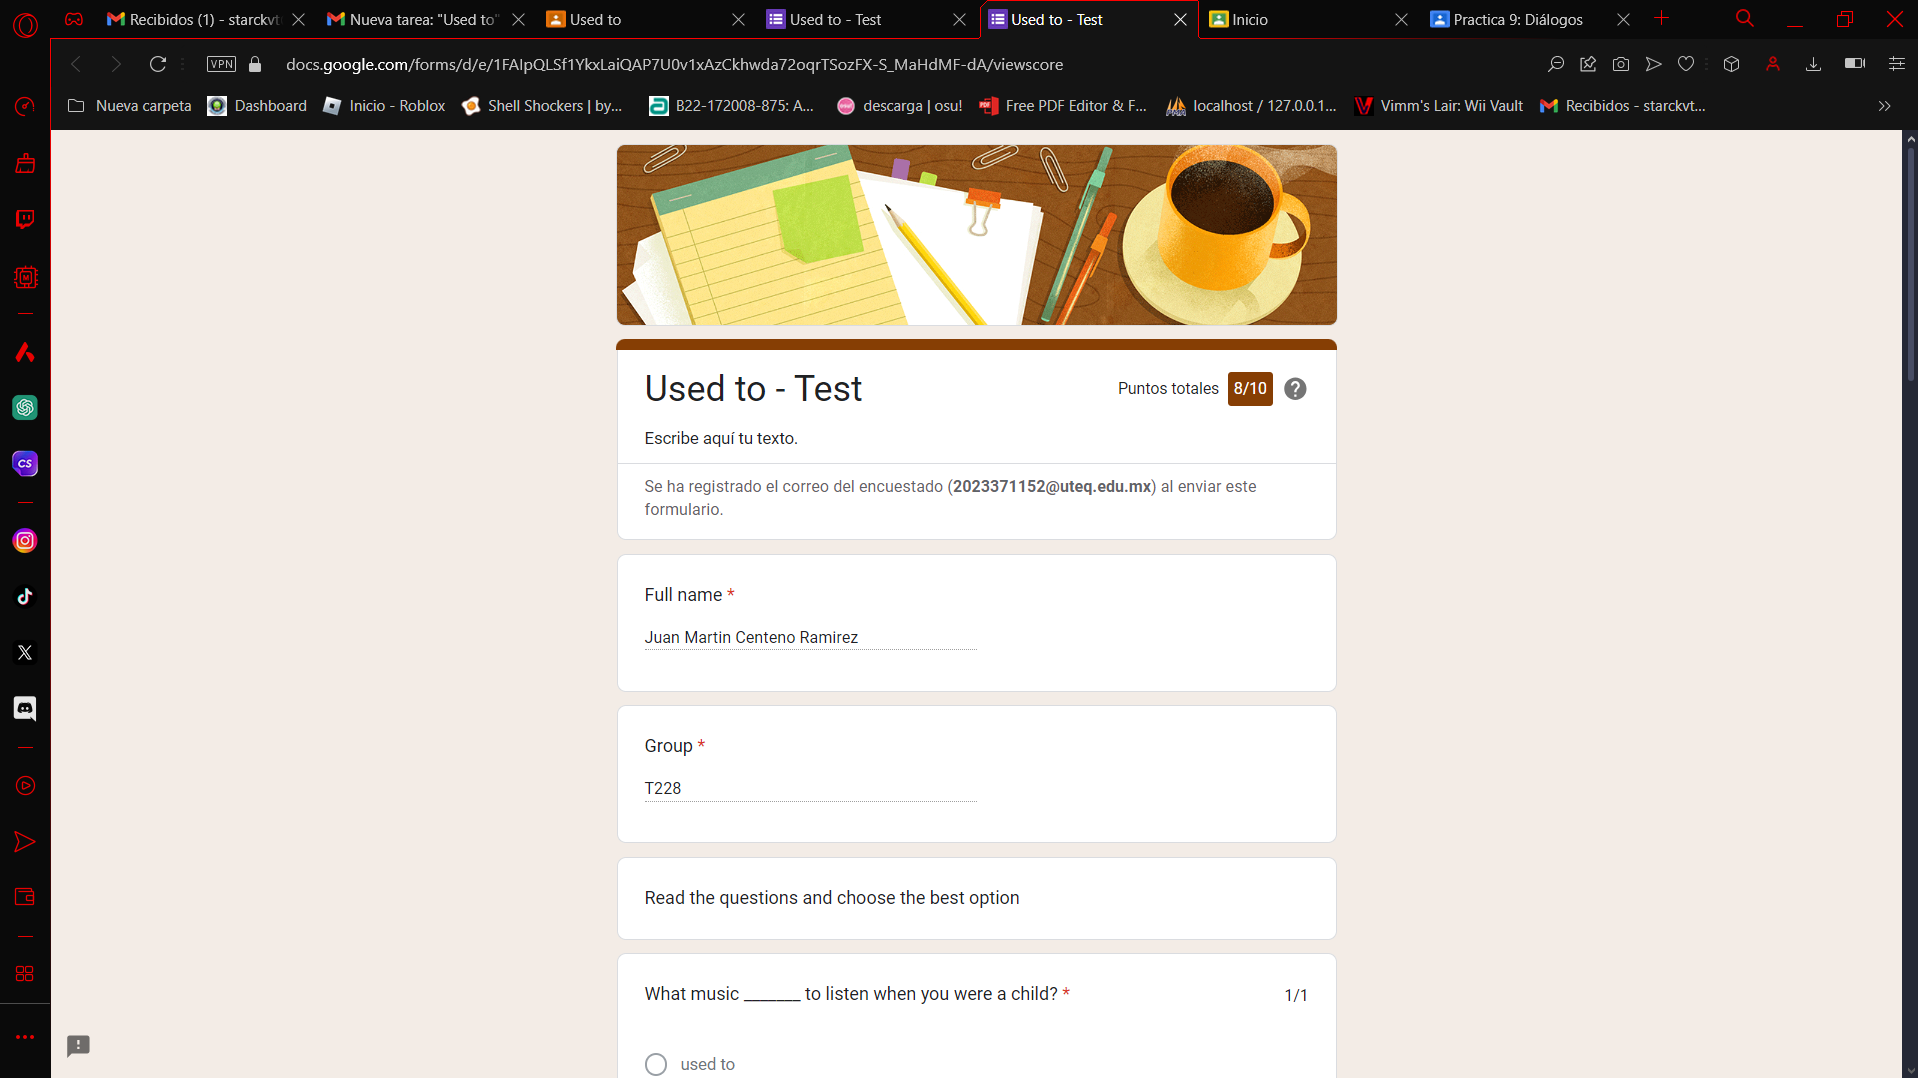 Recibidos (1) - starckvt
Nueva tarea: "Used to"
Used to
Used to - Test
Used to - Test
Inicio
Practica 9: Diálogos
VPN
docs.google.com/forms/d/e/1FAIpQLSf1YkxLaiQAP7U0v1xAzCkhwda72oqrTSozFX-S_MaHdMF-dA/viewscore
Nueva carpeta
Dashboard
Inicio - Roblox
Shell Shockers | by...
B22-172008-875: A...
descarga | osu!
Free PDF Editor & F...
localhost / 127.0.0.1...
Vimm's Lair: Wii Vault
Recibidos - starckvt...
Used to - Test
Puntos totales 8/10
Escribe aquí tu texto.
Se ha registrado el correo del encuestado (2023371152@uteq.edu.mx) al enviar este
formulario.
Full name *
Juan Martin Centeno Ramirez
Group *
T228
Read the questions and choose the best option
What music _______ to listen when you were a child? *
1/1
used to